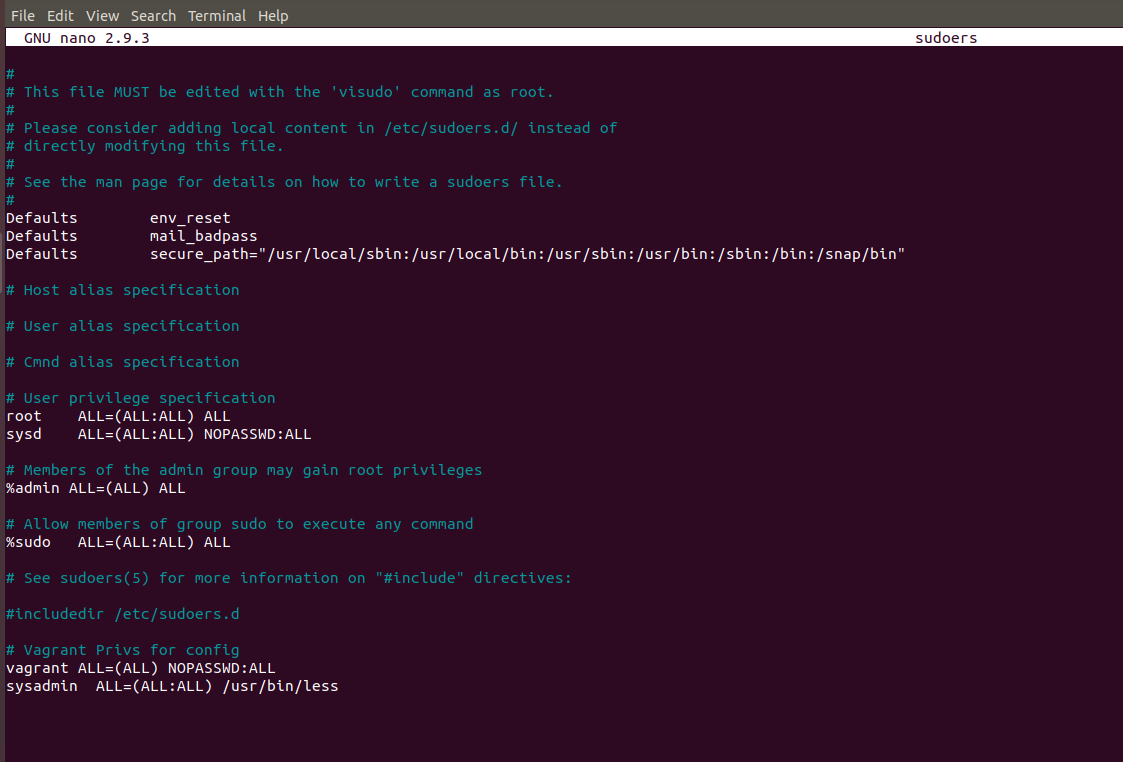 File Edit View Search Terminal Help
GNU nano 2.9.3 sudoers
#
# This file MUST be edited with the 'visudo' command as root.
#
# Please consider adding local content in /etc/sudoers.d/ instead of
# directly modifying this file.
#
# See the man page for details on how to write a sudoers file.
#
Defaults        env_reset
Defaults        mail_badpass
Defaults        secure_path="/usr/local/sbin:/usr/local/bin:/usr/sbin:/usr/bin:/sbin:/bin:/snap/bin"
# Host alias specification
# User alias specification
# Cmnd alias specification
# User privilege specification
root    ALL=(ALL:ALL) ALL
sysd    ALL=(ALL:ALL) NOPASSWD:ALL
# Members of the admin group may gain root privileges
%admin ALL=(ALL) ALL
# Allow members of group sudo to execute any command
%sudo   ALL=(ALL:ALL) ALL
# See sudoers(5) for more information on "#include" directives:
#includedir /etc/sudoers.d
# Vagrant Privs for config
vagrant ALL=(ALL) NOPASSWD:ALL
sysadmin  ALL=(ALL:ALL) /usr/bin/less